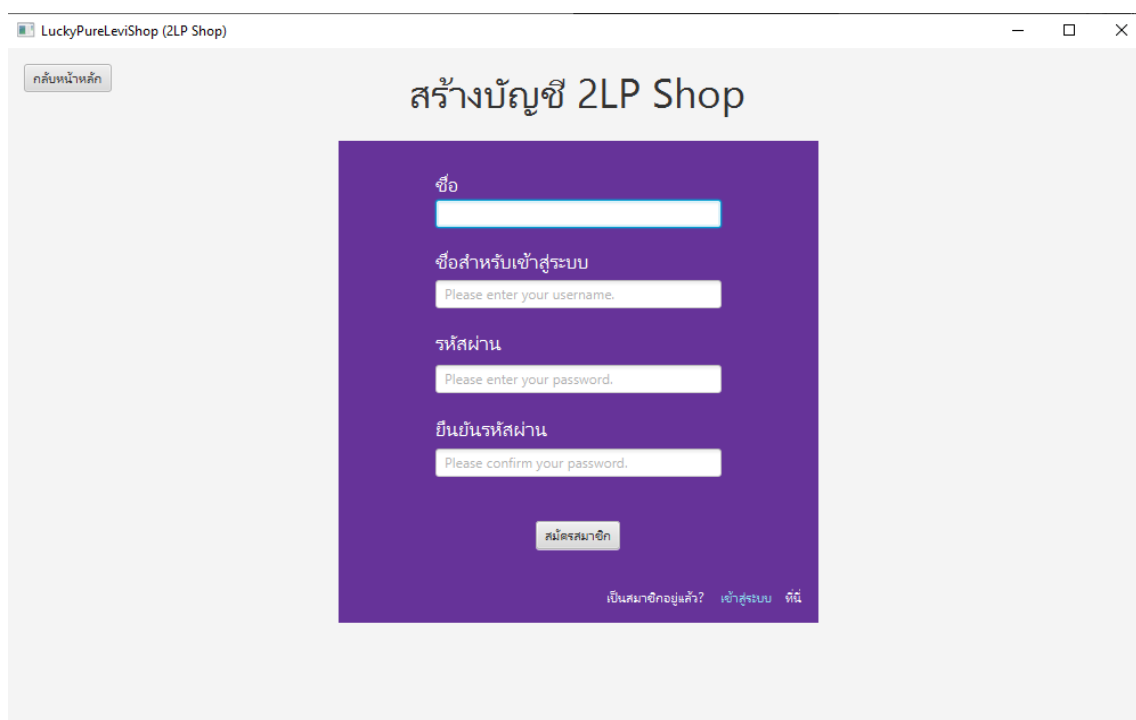 LuckyPureLeviShop (2LP Shop)
กลับหน้าหลัก
สร้างบัญชี 2LP Shop
ชื่อ
ชื่อสำหรับเข้าสู่ระบบ
Please enter your username.
รหัสผ่าน
Please enter your password.
ยืนยันรหัสผ่าน
Please confirm your password.
สมัครสมาชิก
เป็นสมาชิกอยู่แล้ว? เข้าสู่ระบบ ที่นี่